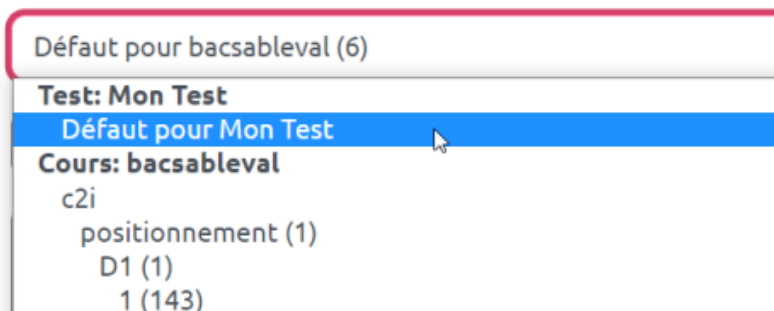 Défaut pour bacsableval (6)
Test: Mon Test
Défaut pour Mon Test
Cours: bacsableval
c2i
positionnement (1)
D1 (1)
1 (143)